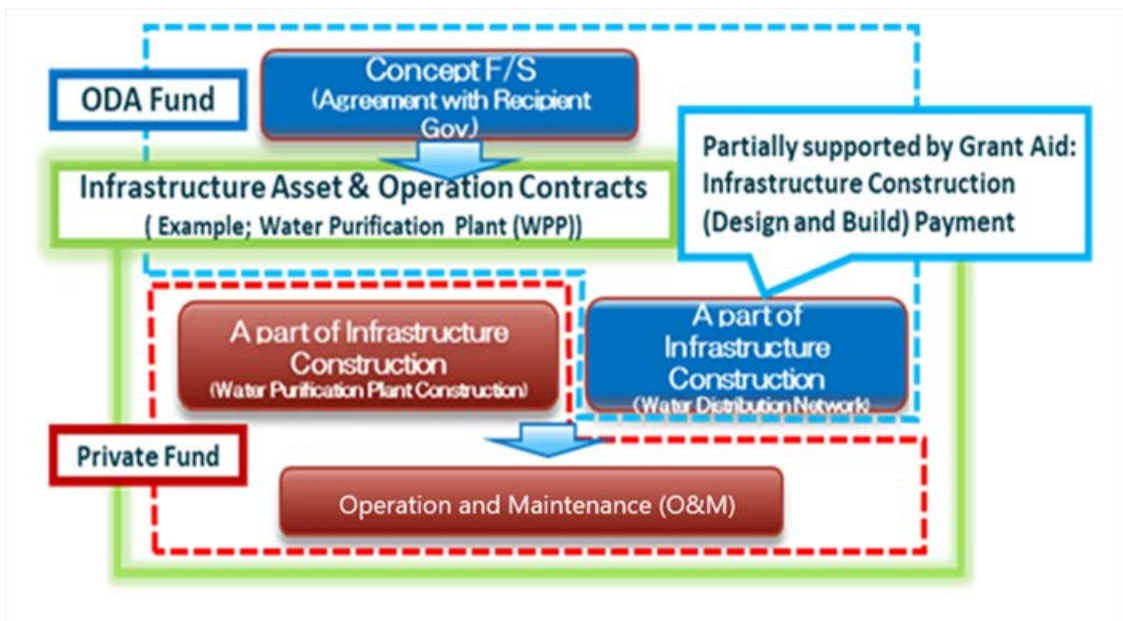 Concept F/S
(Agreement with Recipient
Gov)
ODA Fund
Partially supported by Grant Aid:
Infrastructure Construction
(Design and Build) Payment
Infrastructure Asset & Operation Contracts
( Example; Water Purification Plant (WPP))
A part of Infrastructure
Construction
(Water Purification Plant Construction)
A part of
Infrastructure
Construction
(Water Distribution Network)
Private Fund
Operation and Maintenance (O&M)